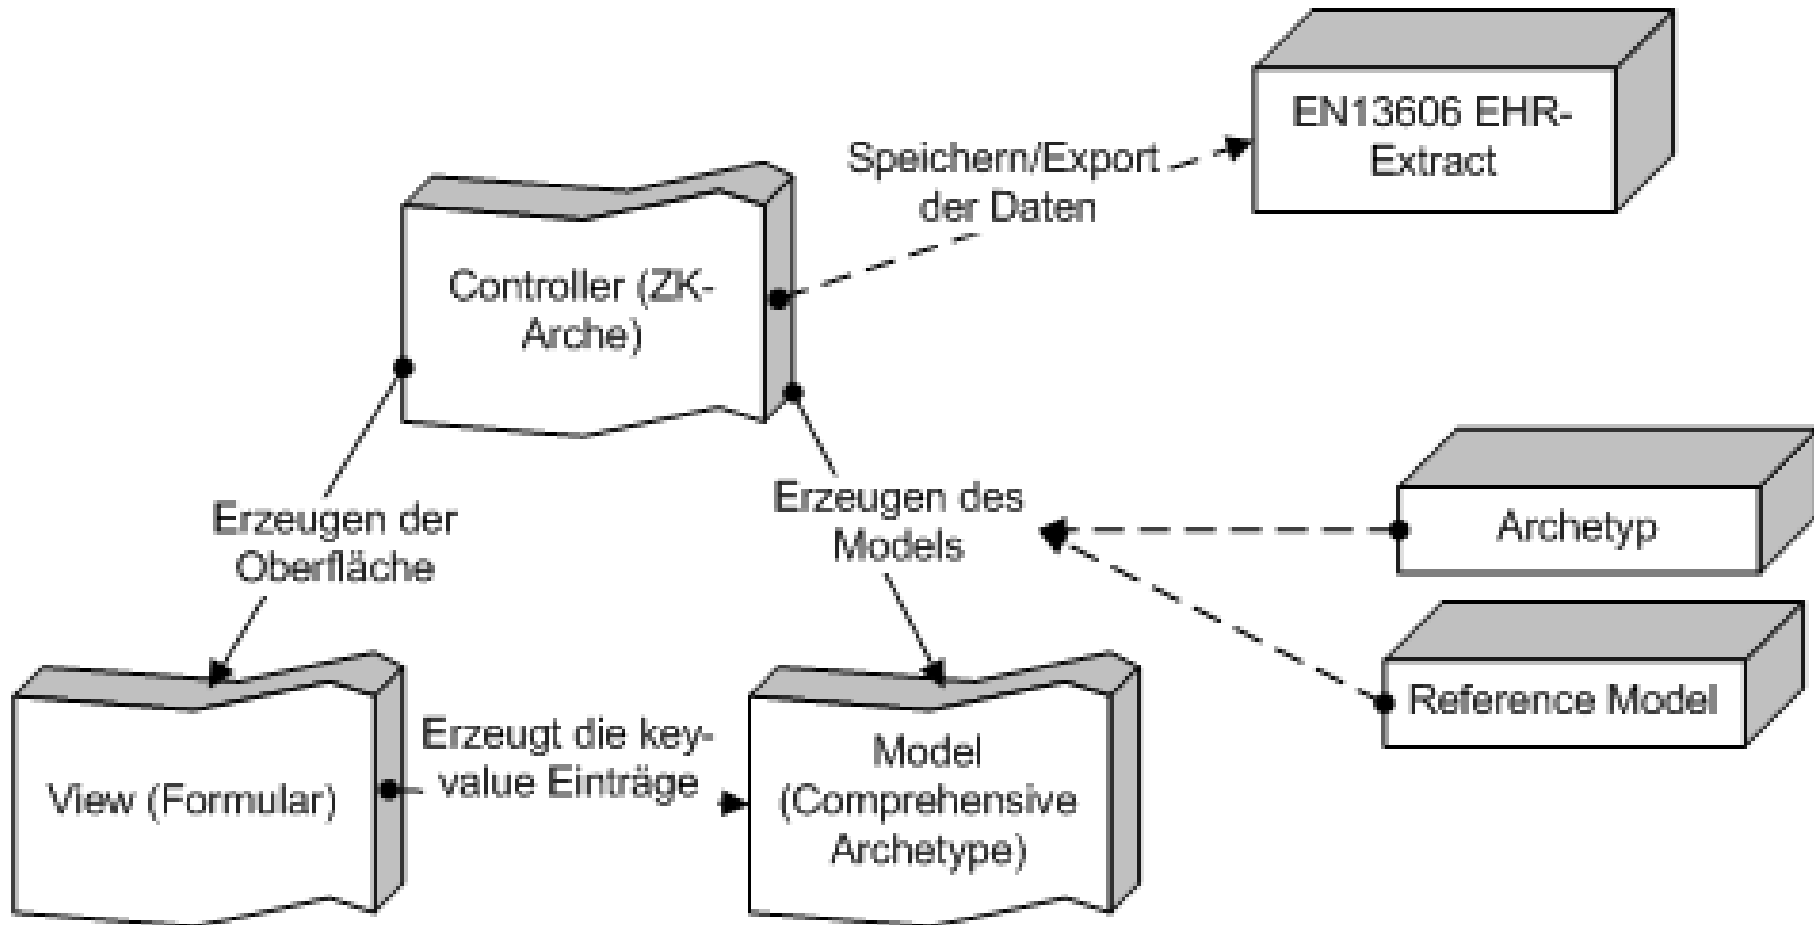 EN13606 EHR-
Extract
Speichern/Export
der Daten
Controller (ZK-
Arche)
Erzeugen der
Oberfläche
Erzeugen des
Models
Archetyp
Reference Model
View (Formular)
Erzeugt die key-
value Einträge
Model
(Comprehensive
Archetype)